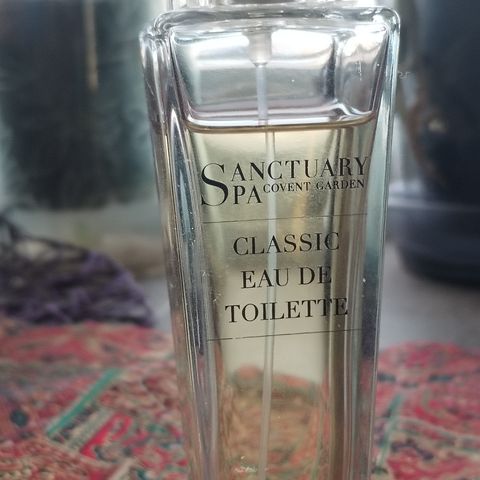 SANCTUARY
SPA COVENT GARDEN
CLASSIC
EAU DE
TOILETTE